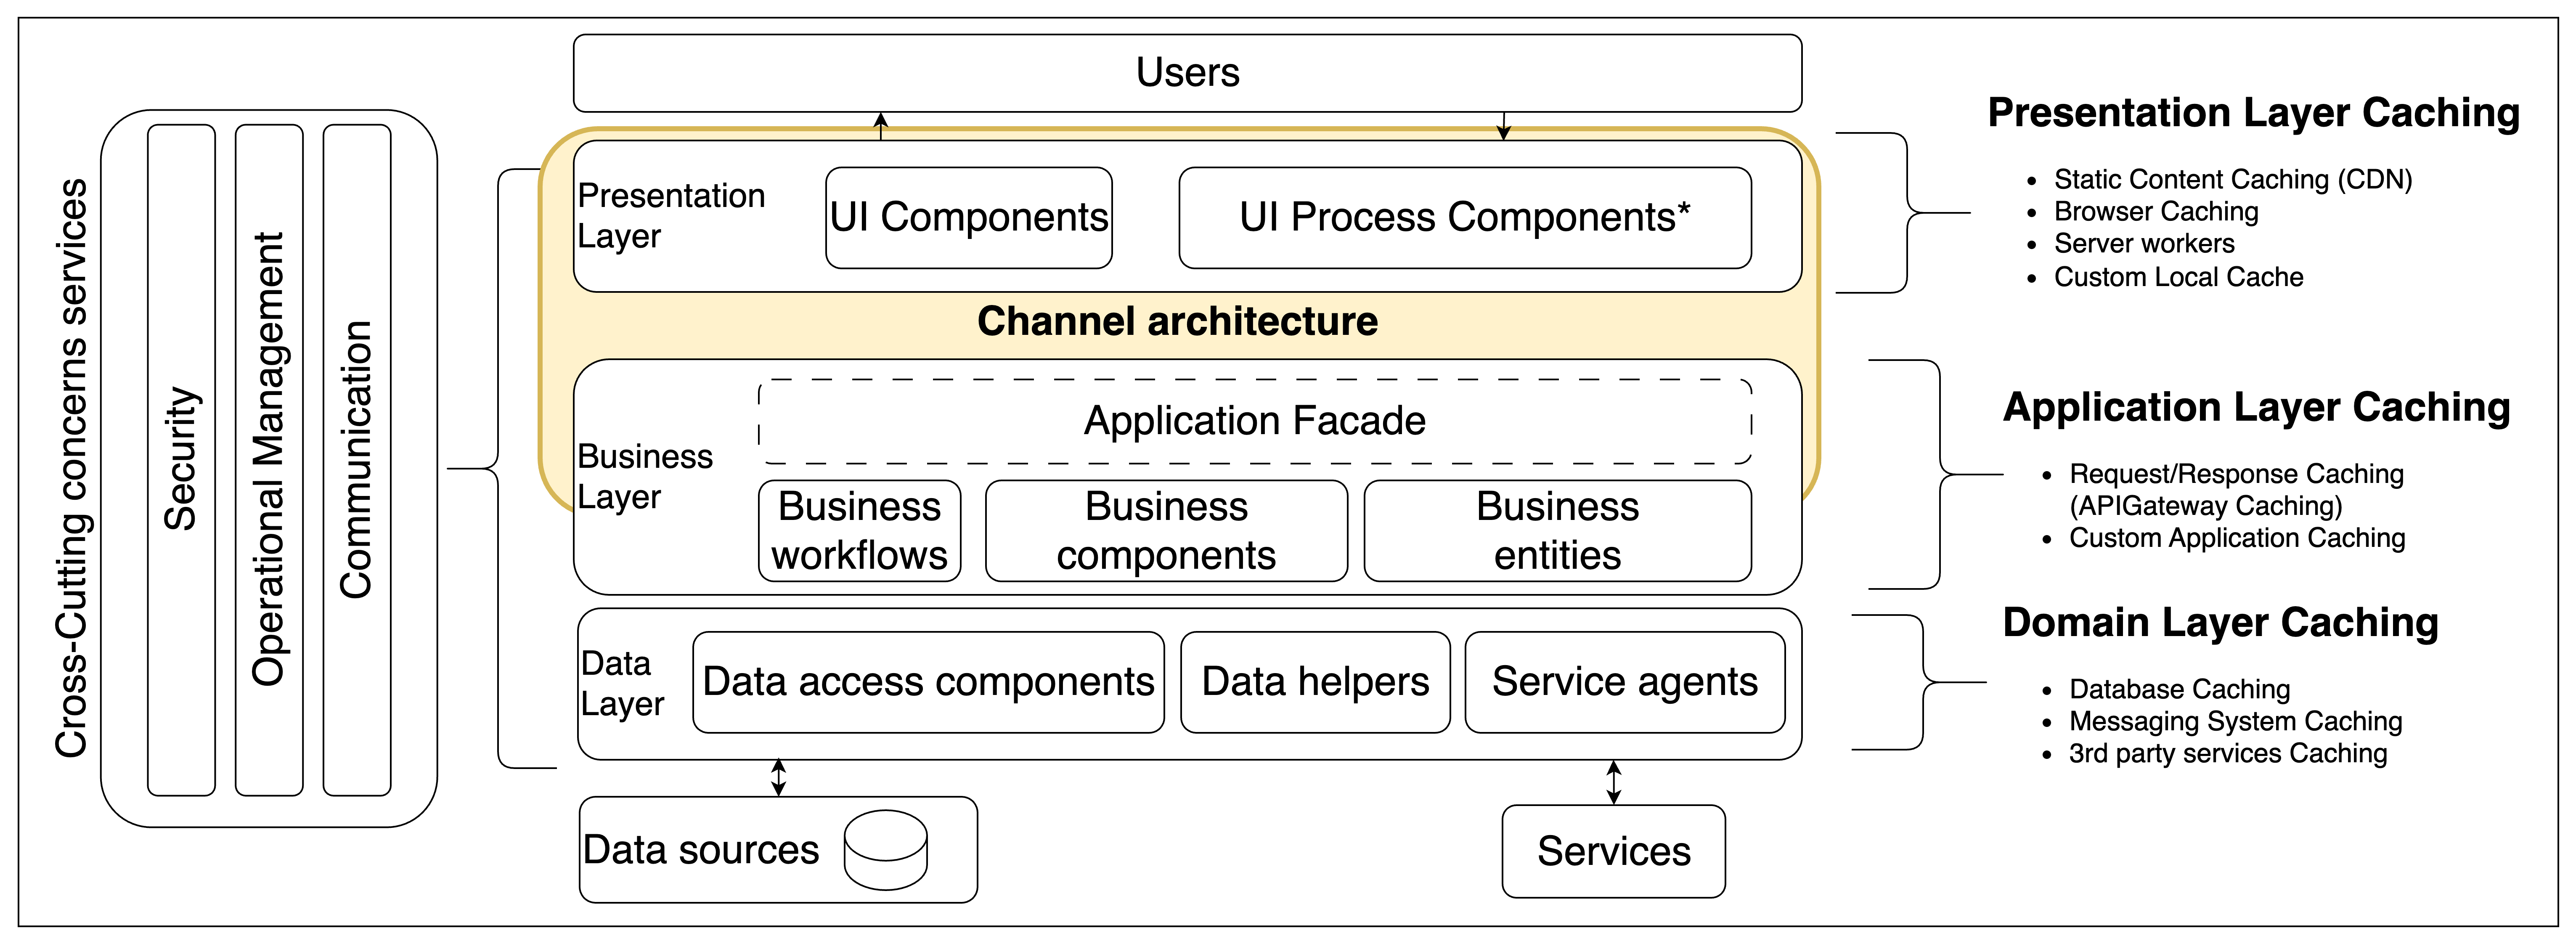 Users
Cross-Cutting concerns services
Security
Operational Management
Communication
Presentation
Layer
UI Components
UI Process Components*
Channel architecture
Business
Layer
Application Facade
Business
workflows
Business
components
Business
entities
Data
Layer
Data access components
Data helpers
Service agents
Data sources
Services
Presentation Layer Caching
• Static Content Caching (CDN)
• Browser Caching
• Server workers
• Custom Local Cache
Application Layer Caching
• Request/Response Caching
(APIGateway Caching)
• Custom Application Caching
Domain Layer Caching
• Database Caching
• Messaging System Caching
• 3rd party services Caching